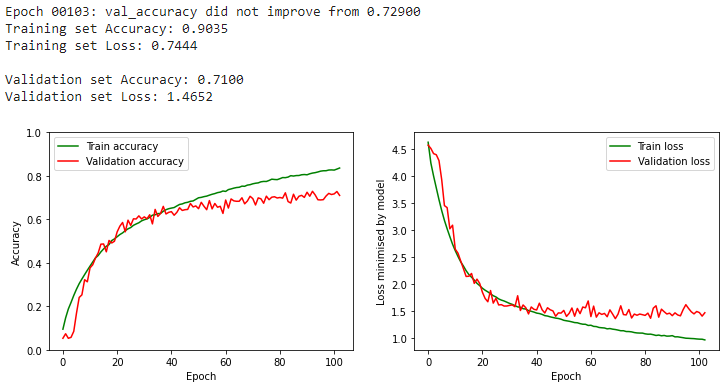 Epoch 00103: val_accuracy did not improve from 0.72900
Training set Accuracy: 0.9035
Training set Loss: 0.7444
Validation set Accuracy: 0.7100
Validation set Loss: 1.4652
Train accuracy
Validation accuracy
Accuracy
1.0
0.8
0.6
0.4
0.2
0.0
0 20 40 60 80 100
Epoch
Train loss
Validation loss
Loss minimised by model
4.5
4.0
3.5
3.0
2.5
2.0
1.5
1.0
0 20 40 60 80 100
Epoch